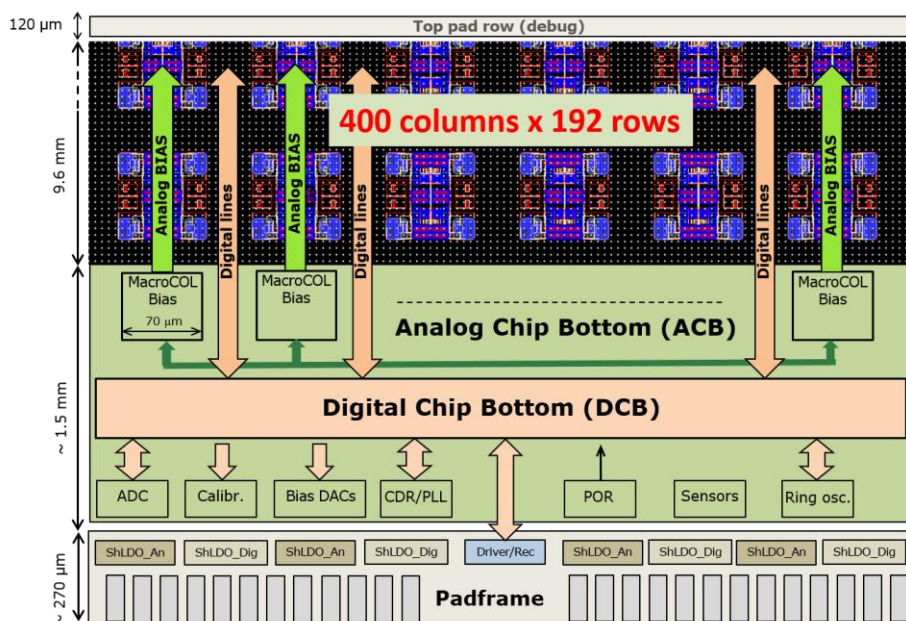 120 µm
Top pad row (debug)
400 columns x 192 rows
9.6 mm
Analog BIAS
Digital lines
Analog BIAS
Digital lines
Digital lines
Analog BIAS
MacroCOL
Bias
70 µm
MacroCOL
Bias
MacroCOL
Bias
Analog Chip Bottom (ACB)
~ 1.5 mm
Digital Chip Bottom (DCB)
ADC
Calibr.
Bias DACs
CDR/PLL
POR
Sensors
Ring osc.
ShLDO_An
ShLDO_Dig
ShLDO_An
ShLDO_Dig
Driver/Rec
ShLDO_An
ShLDO_Dig
ShLDO_An
ShLDO_Dig
~ 270 µm
Padframe